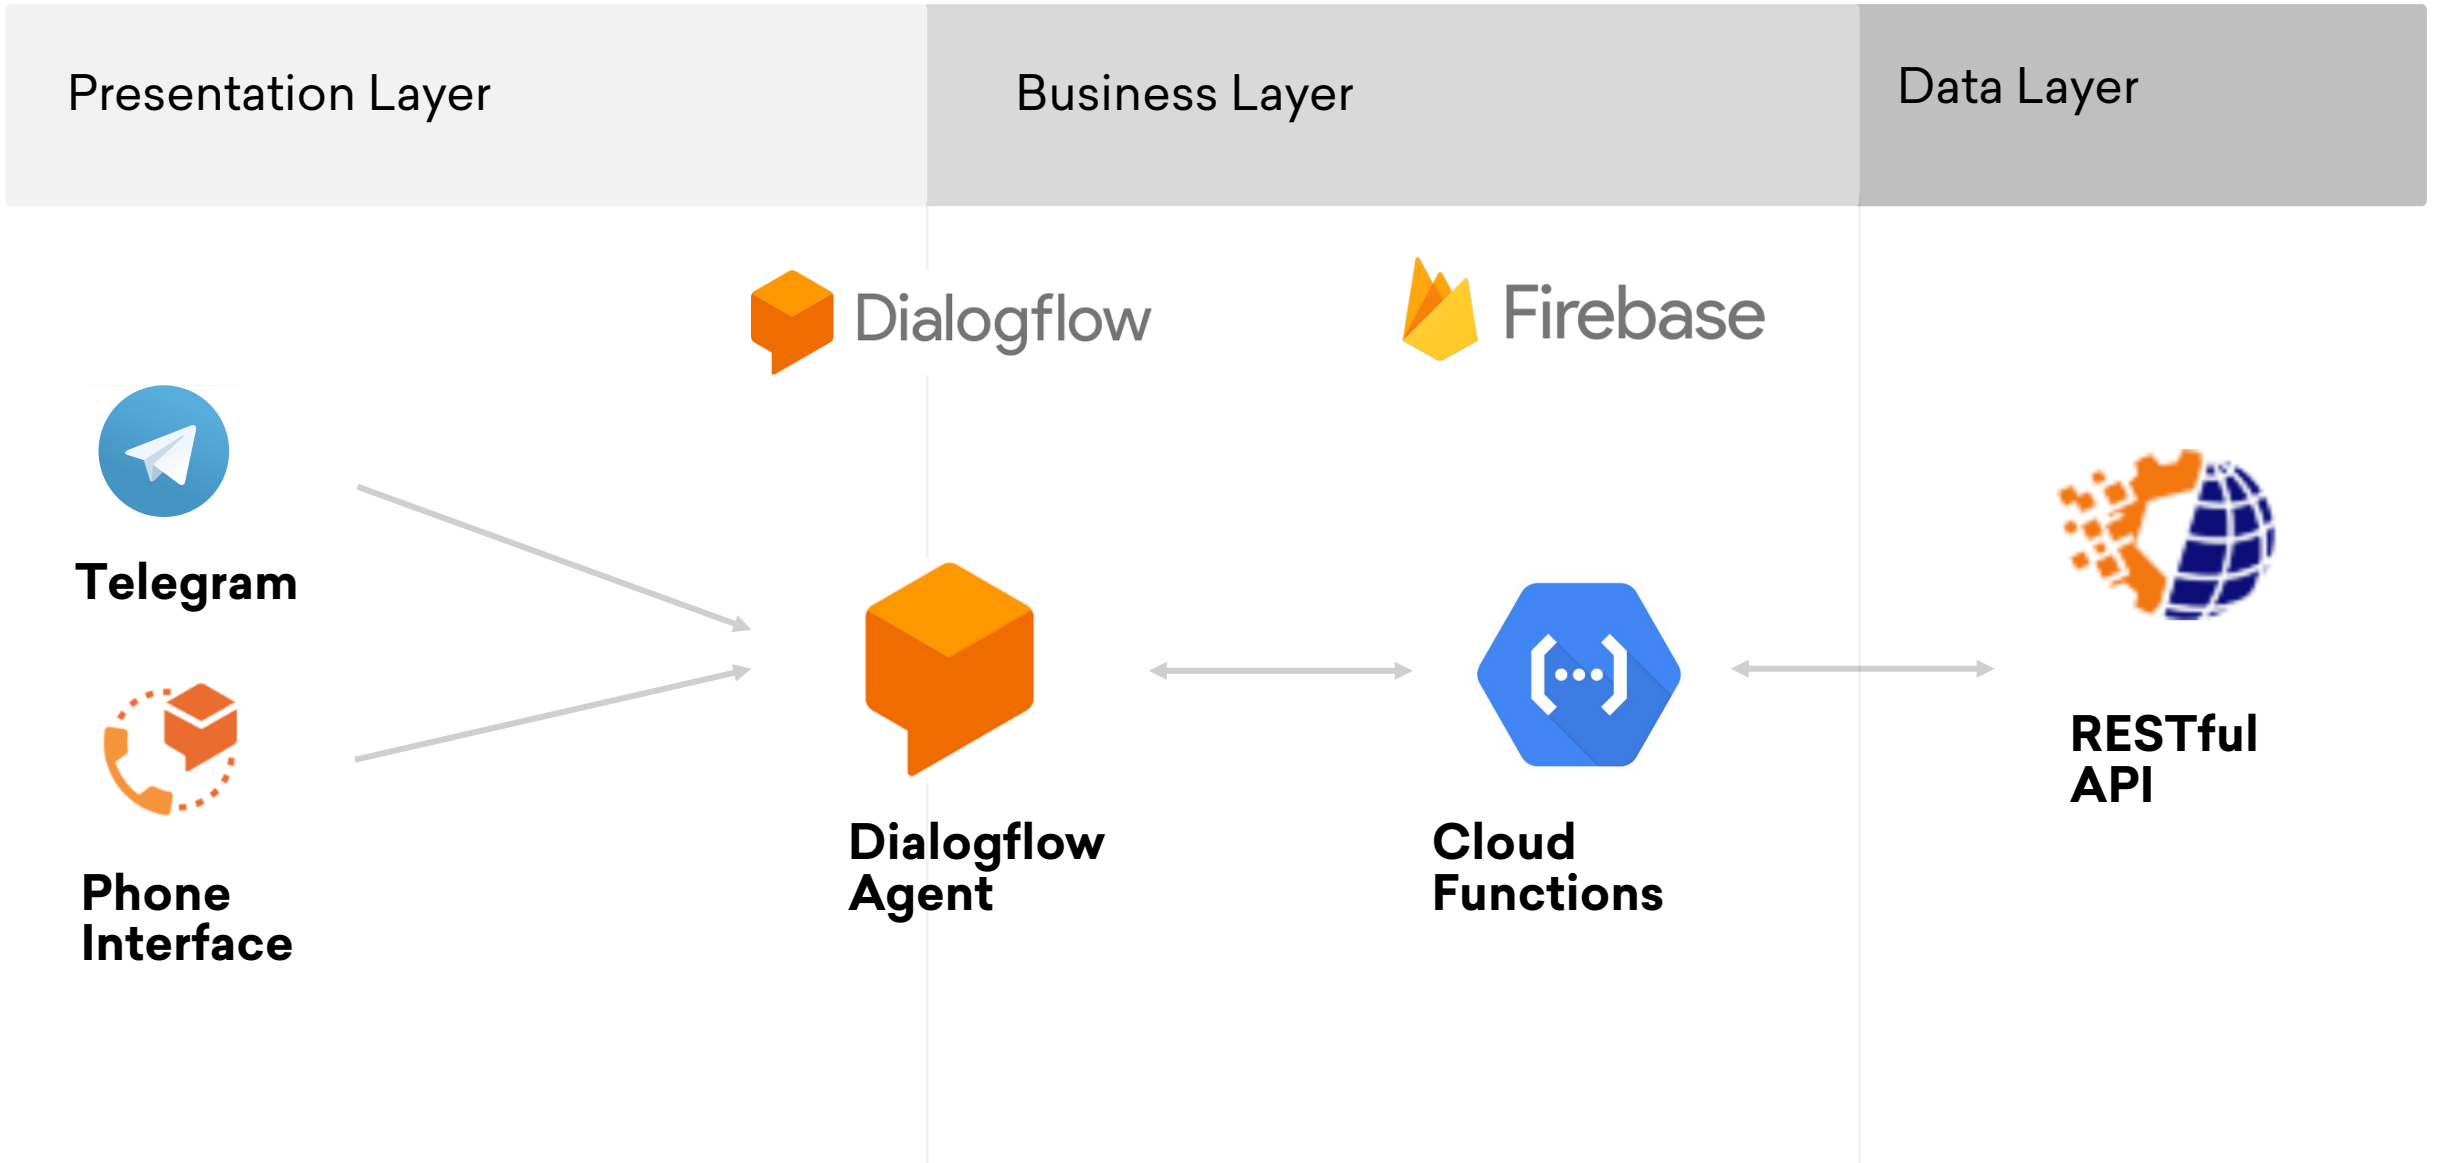 Presentation Layer
Business Layer
Data Layer
Dialogflow
Firebase
Telegram
Phone
Interface
Dialogflow
Agent
Cloud
Functions
RESTful
API